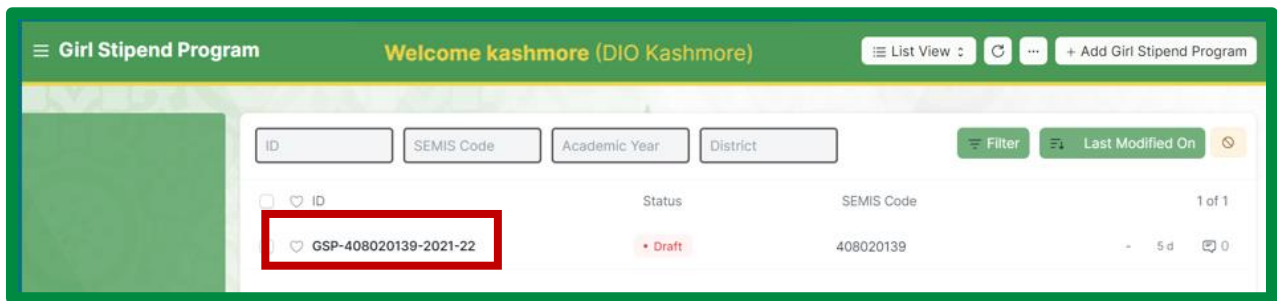 Girl Stipend Program Welcome kashmore (DIO Kashmore) List View ... + Add Girl Stipend Program
ID SEMIS Code Academic Year District Filter Last Modified On
ID Status SEMIS Code 1 of 1
GSP-408020139-2021-22 • Draft 408020139 - 5 d 0